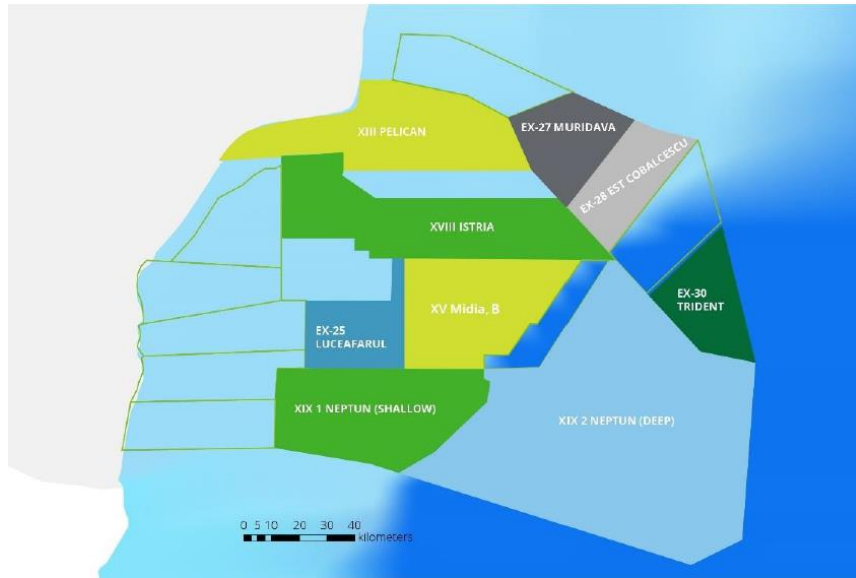 XIII PELICAN
EX-27 MURIDAVA
EX-28 EST COBALCESCU
XVIII ISTRIA
EX-30
TRIDENT
XV Midia, B
EX-25
LUCEAFARUL
XIX 1 NEPTUN (SHALLOW)
XIX 2 NEPTUN (DEEP)
0 5 10 20 30 40
kilometers